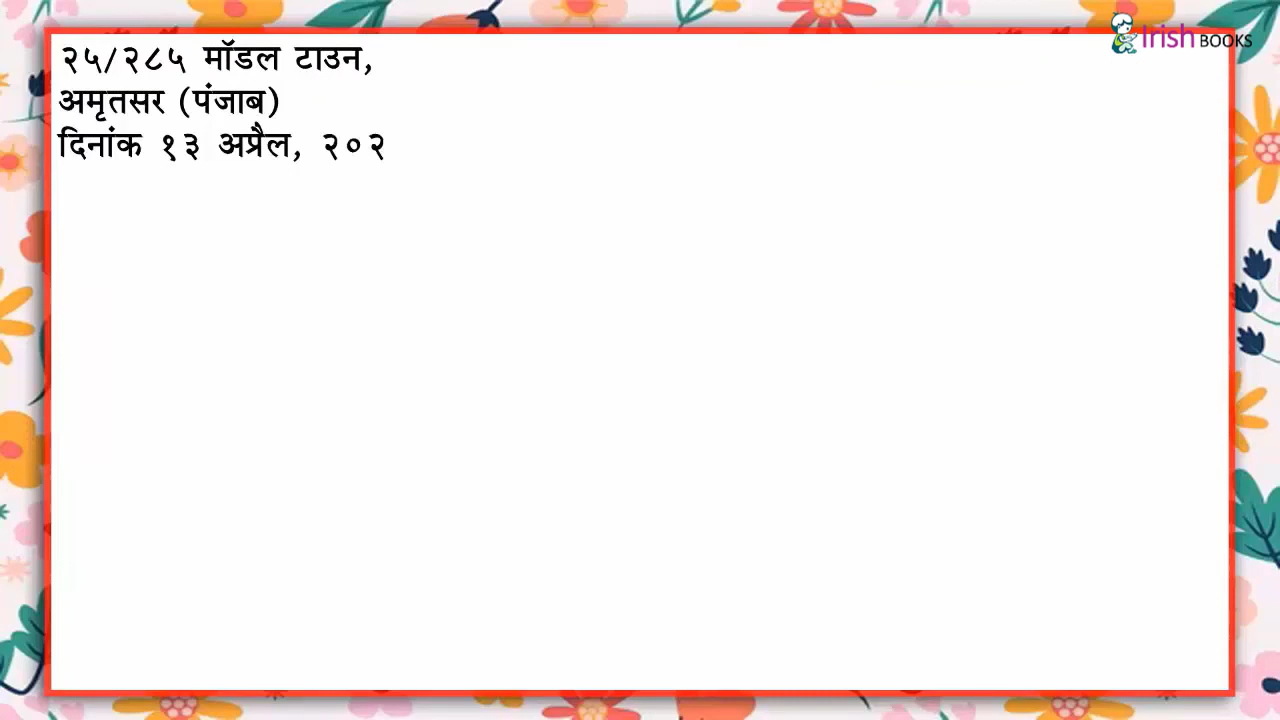 Irish BOOKS
२५/२८५ मॉडल टाउन,
अमृतसर (पंजाब)
दिनांक १३ अप्रैल, २०२